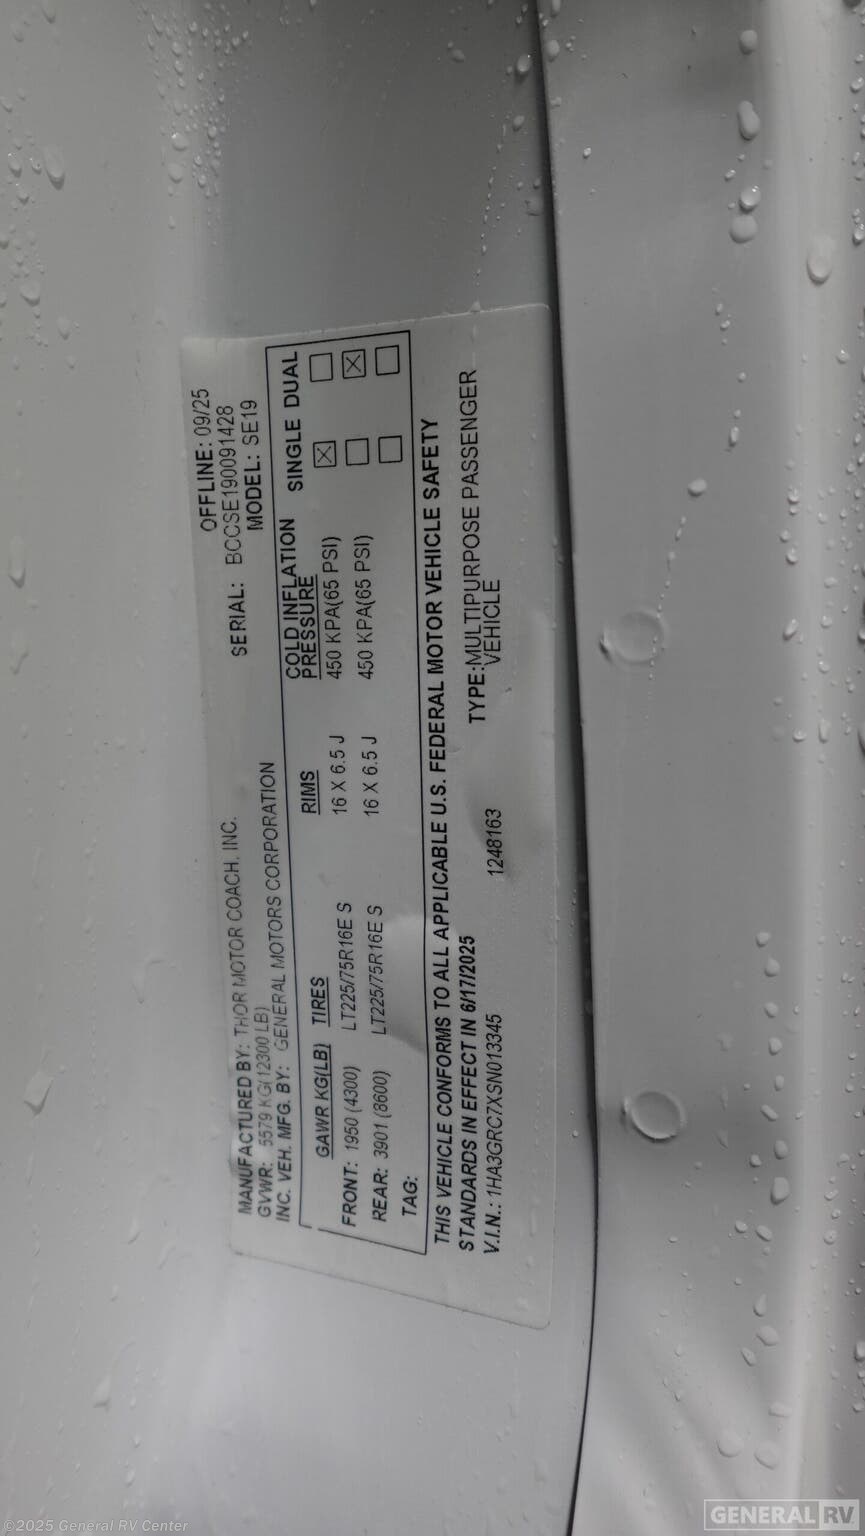 MANUFACTURED BY: THOR MOTOR COACH, INC.
OFFLINE: 09/25
GVWR: 5579 KG(12300 LB)
SERIAL: BCCSE190091428
INC. VEH. MFG. BY: GENERAL MOTORS CORPORATION
MODEL: SE19
GAWR KG(LB) TIRES RIMS COLD INFLATION PRESSURE SINGLE DUAL
FRONT: 1950 (4300) LT225/75R16E S 16 X 6.5 J 450 KPA(65 PSI)
REAR: 3901 (8600) LT225/75R16E S 16 X 6.5 J 450 KPA(65 PSI)
TAG:
THIS VEHICLE CONFORMS TO ALL APPLICABLE U.S. FEDERAL MOTOR VEHICLE SAFETY
STANDARDS IN EFFECT IN 6/17/2025
V.I.N.: 1HA3GRC7XSN013345 1248163 TYPE:MULTIPURPOSE PASSENGER
VEHICLE
©2025 General RV Center
GENERAL RV